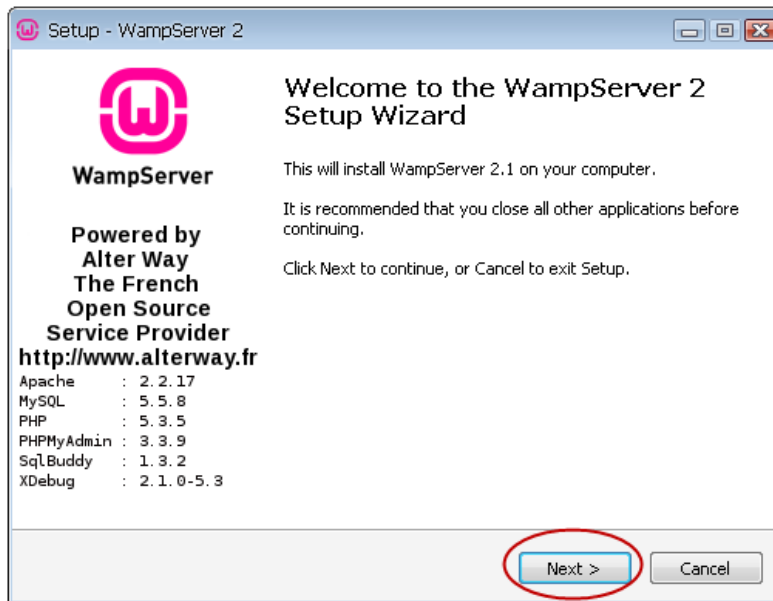 Setup - WampServer 2
WampServer
Powered by
Alter Way
The French
Open Source
Service Provider
http://www.alterway.fr
Apache : 2.2.17
MySQL : 5.5.8
PHP : 5.3.5
PHPMyAdmin : 3.3.9
SqlBuddy : 1.3.2
XDebug : 2.1.0-5.3
Welcome to the WampServer 2
Setup Wizard
This will install WampServer 2.1 on your computer.
It is recommended that you close all other applications before
continuing.
Click Next to continue, or Cancel to exit Setup.
Next >
Cancel